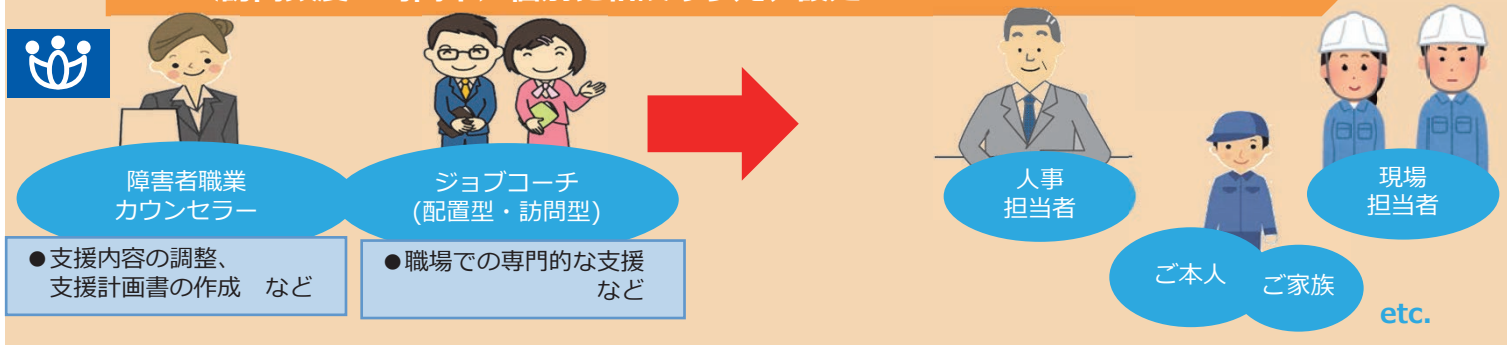 障害者職業
カウンセラー
ジョブコーチ
(配置型・訪問型)
●支援内容の調整、
支援計画書の作成　など
●職場での専門的な支援
など
人事
担当者
現場
担当者
ご本人
ご家族
etc.